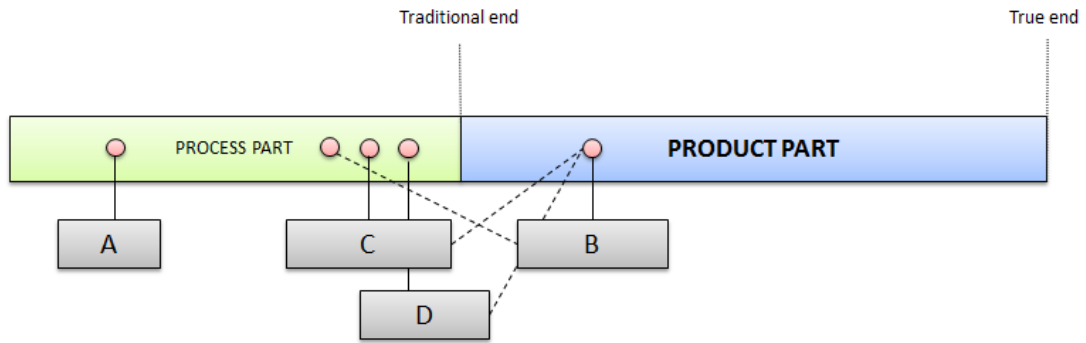 Traditional end
True end
PROCESS PART
PRODUCT PART
A
C
B
D